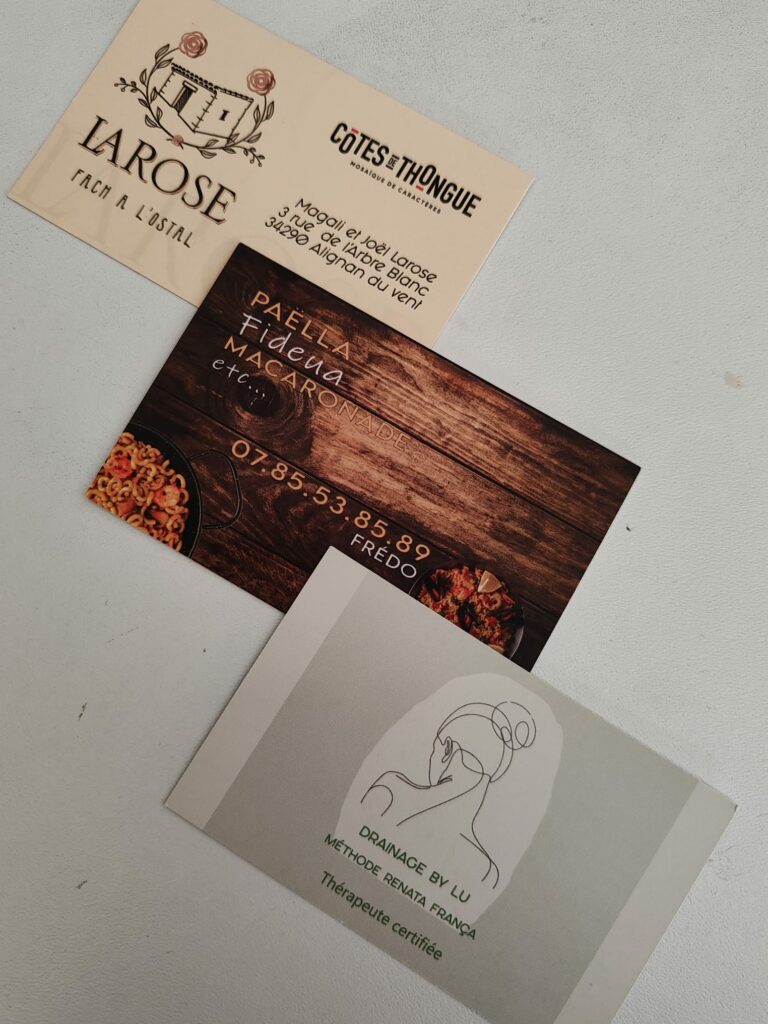 LAROSE
FACH A L'OSTAL
CÔTES DE THONGUE
MOSAÏQUE DE CARACTÈRES
Magali et Joël Larose
3 rue de l'Arbre Blanc
34290 Alignan du vent
PAËLLA
Fideua
MACARONADE
etc...
07.85.53.85.89
FRÉDO
DRAINAGE BY LU
MÉTHODE RENATA FRANÇA
Thérapeute certifiée